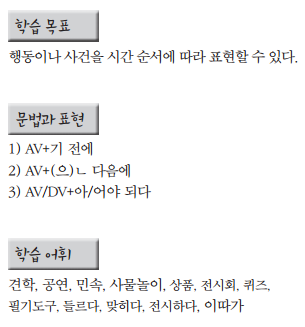 학습 목표
행동이나 사건을 시간 순서에 따라 표현할 수 있다.
문법과 표현
1) AV+기 전에
2) AV+(으)ㄴ 다음에
3) AV/DV+아/어야 되다
학습 어휘
견학, 공연, 민속, 사물놀이, 상품, 전시회, 퀴즈,
필기도구, 들르다, 맞히다, 전시하다, 이따가